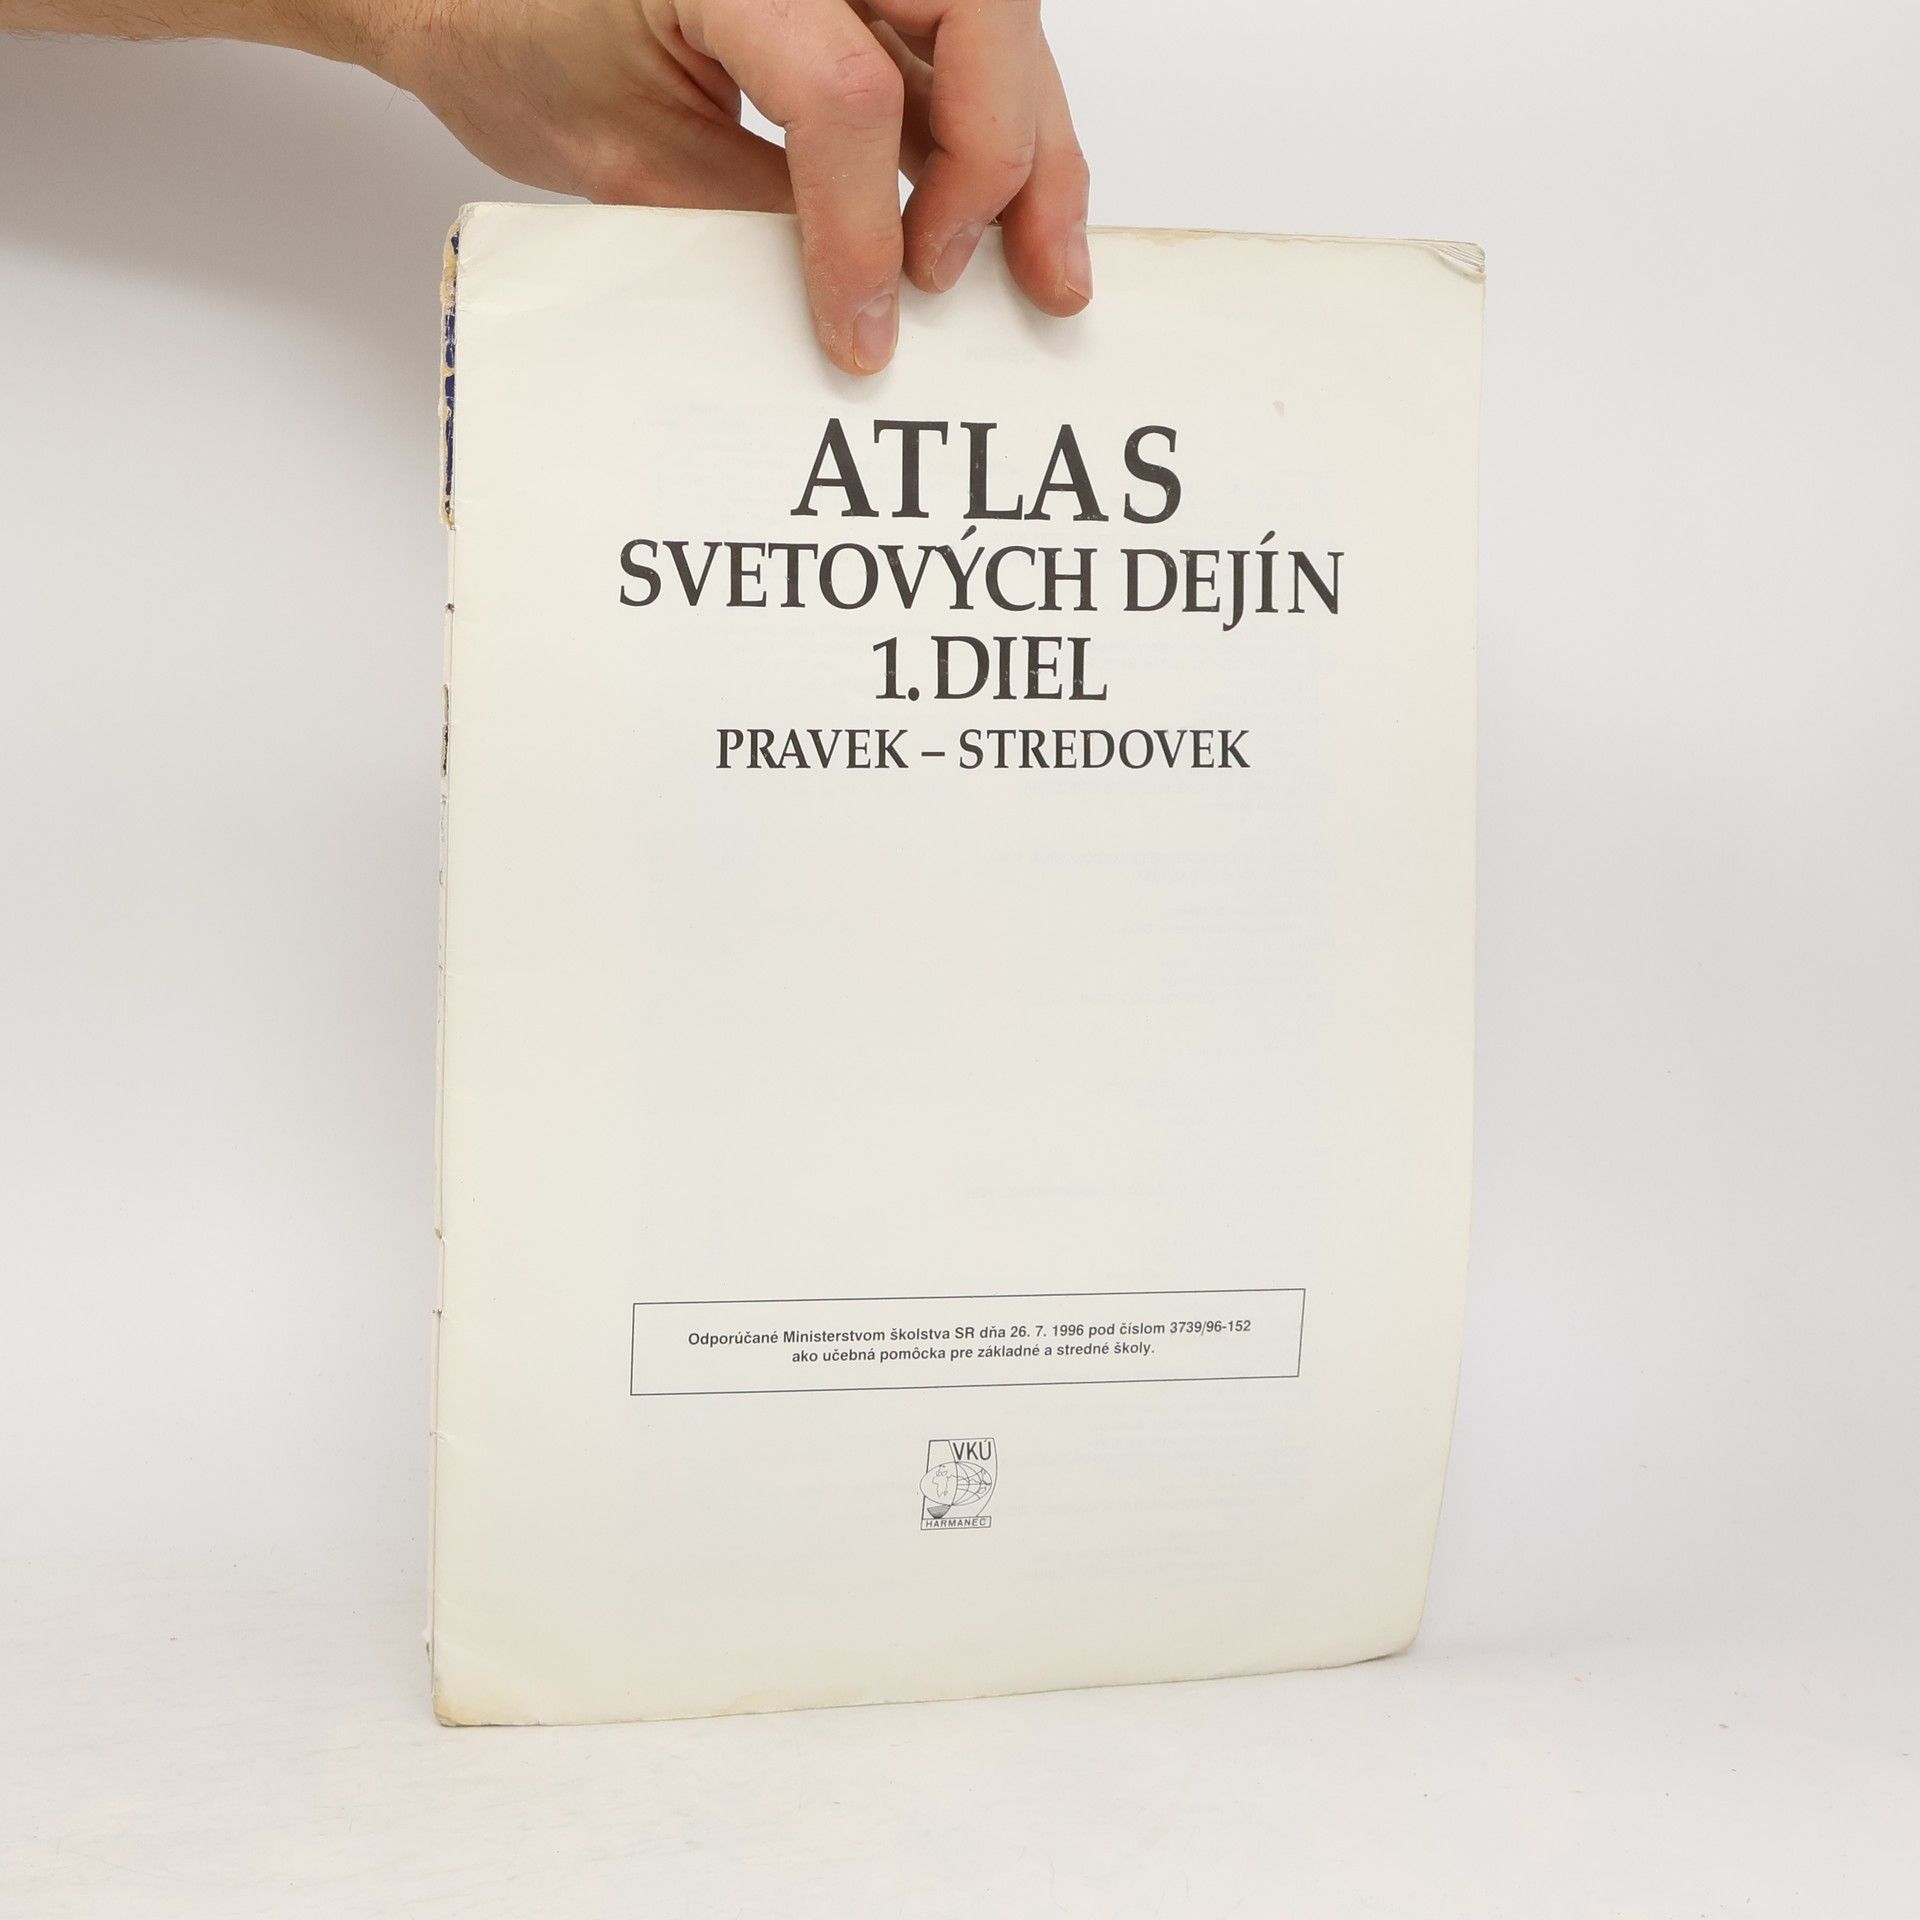 ATLAS
SVETOVÝCH DEJÍN
1. DIEL
PRAVEK – STREDOVEK
Odporúčané Ministerstvom školstva SR dňa 26. 7. 1996 pod číslom 3739/96-152
ako učebná pomôcka pre základné a stredné školy.
VKÚ
HARMANEC